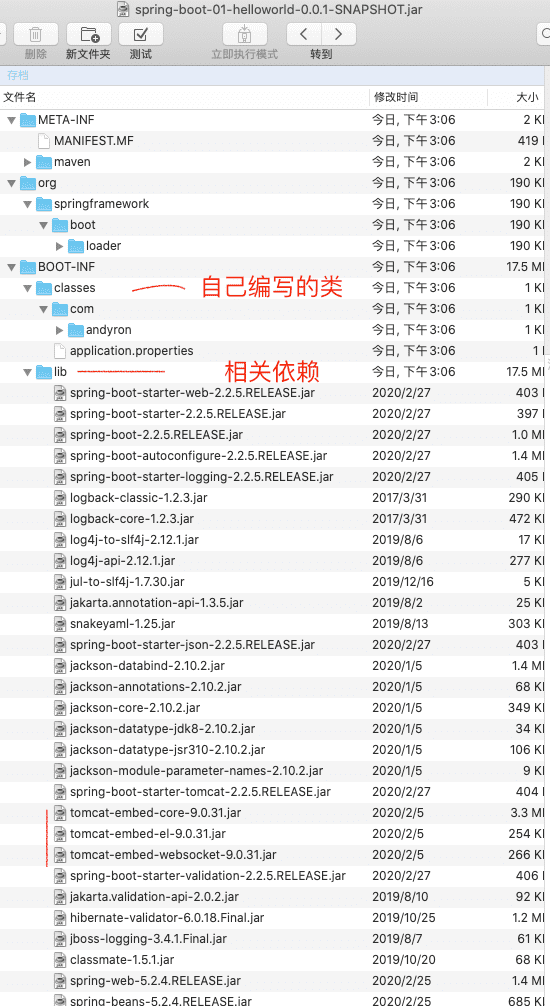 spring-boot-01-helloworld-0.0.1-SNAPSHOT.jar
删除 新文件夹 测试 立即执行模式 转到
存档
文件名 修改时间 大小
META-INF 今日, 下午3:06 2 K
MANIFEST.MF 今日, 下午3:06 419
maven 今日, 下午3:06 2 K
org 今日, 下午3:06 190 K
springframework 今日, 下午3:06 190 K
boot 今日, 下午3:06 190 K
loader 今日, 下午3:06 190 K
BOOT-INF 今日, 下午3:06 17.5 M
classes 自己编写的类 今日, 下午3:06 1 K
com 今日, 下午3:06 1 K
andyron 今日, 下午3:06 1 K
application.properties 今日, 下午3:06 1
lib 相关依赖 今日, 下午3:06 17.5 M
spring-boot-starter-web-2.2.5.RELEASE.jar 2020/2/27 403
spring-boot-starter-2.2.5.RELEASE.jar 2020/2/27 397
spring-boot-2.2.5.RELEASE.jar 2020/2/27 1.0 M
spring-boot-autoconfigure-2.2.5.RELEASE.jar 2020/2/27 1.4 M
spring-boot-starter-logging-2.2.5.RELEASE.jar 2020/2/27 405
logback-classic-1.2.3.jar 2017/3/31 290 K
logback-core-1.2.3.jar 2017/3/31 472 K
log4j-to-slf4j-2.12.1.jar 2019/8/6 17 K
log4j-api-2.12.1.jar 2019/8/6 277 K
jul-to-slf4j-1.7.30.jar 2019/12/16 5 K
jakarta.annotation-api-1.3.5.jar 2019/8/2 25 K
snakeyaml-1.25.jar 2019/8/13 303 K
spring-boot-starter-json-2.2.5.RELEASE.jar 2020/2/27 403
jackson-databind-2.10.2.jar 2020/1/5 1.4 M
jackson-annotations-2.10.2.jar 2020/1/5 68 K
jackson-core-2.10.2.jar 2020/1/5 349 K
jackson-datatype-jdk8-2.10.2.jar 2020/1/5 34 K
jackson-datatype-jsr310-2.10.2.jar 2020/1/5 106 K
jackson-module-parameter-names-2.10.2.jar 2020/1/5 9 K
spring-boot-starter-tomcat-2.2.5.RELEASE.jar 2020/2/27 404
tomcat-embed-core-9.0.31.jar 2020/2/5 3.3 M
tomcat-embed-el-9.0.31.jar 2020/2/5 254 K
tomcat-embed-websocket-9.0.31.jar 2020/2/5 266 K
spring-boot-starter-validation-2.2.5.RELEASE.jar 2020/2/27 406
jakarta.validation-api-2.0.2.jar 2019/8/10 92 K
hibernate-validator-6.0.18.Final.jar 2019/10/25 1.2 M
jboss-logging-3.4.1.Final.jar 2019/8/7 61 K
classmate-1.5.1.jar 2019/10/20 68 K
spring-web-5.2.4.RELEASE.jar 2020/2/25 1.4 M
spring-beans-5.2.4.RELEASE.jar 2020/2/25 685 K